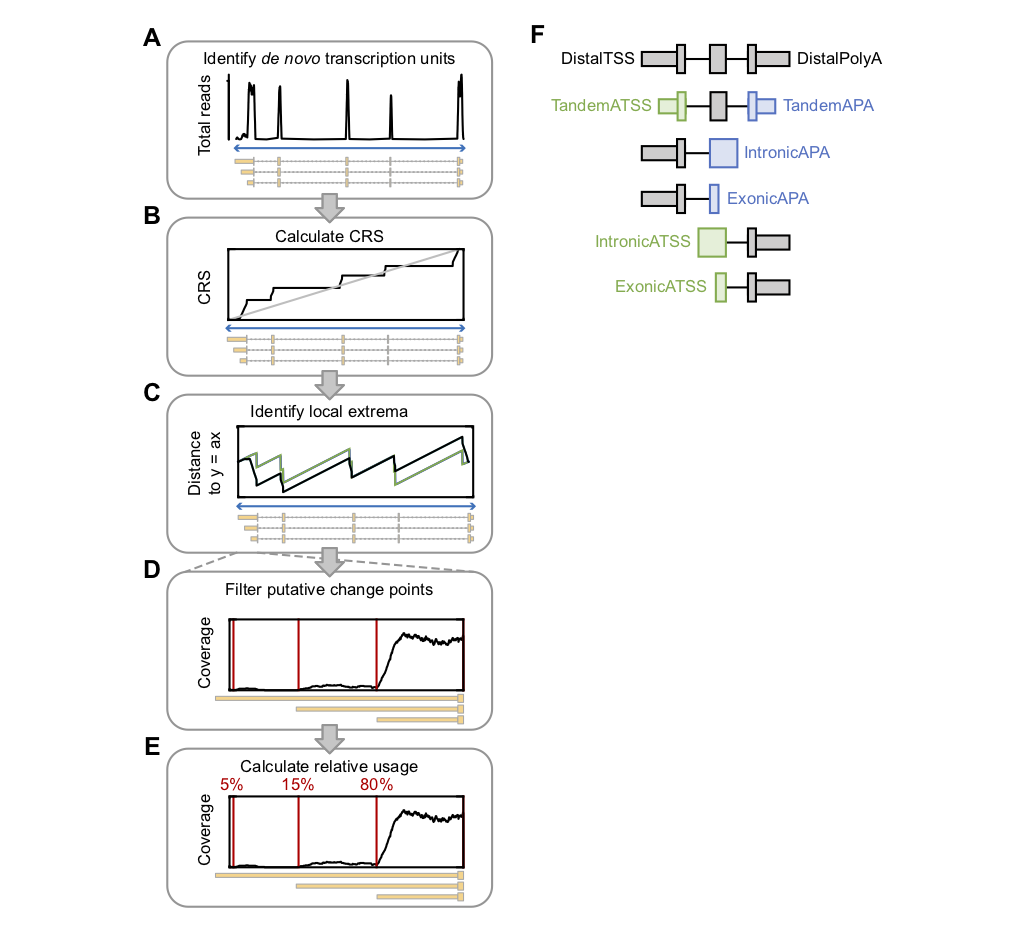 A
Identify de novo transcription units
Total reads
B
Calculate CRS
CRS
C
Identify local extrema
Distance
to y = ax
D
Filter putative change points
Coverage
E
Calculate relative usage
5% 15% 80%
Coverage
F
DistalTSS DistalPolyA
TandemATSS TandemAPA
IntronicAPA
ExonicAPA
IntronicATSS
ExonicATSS